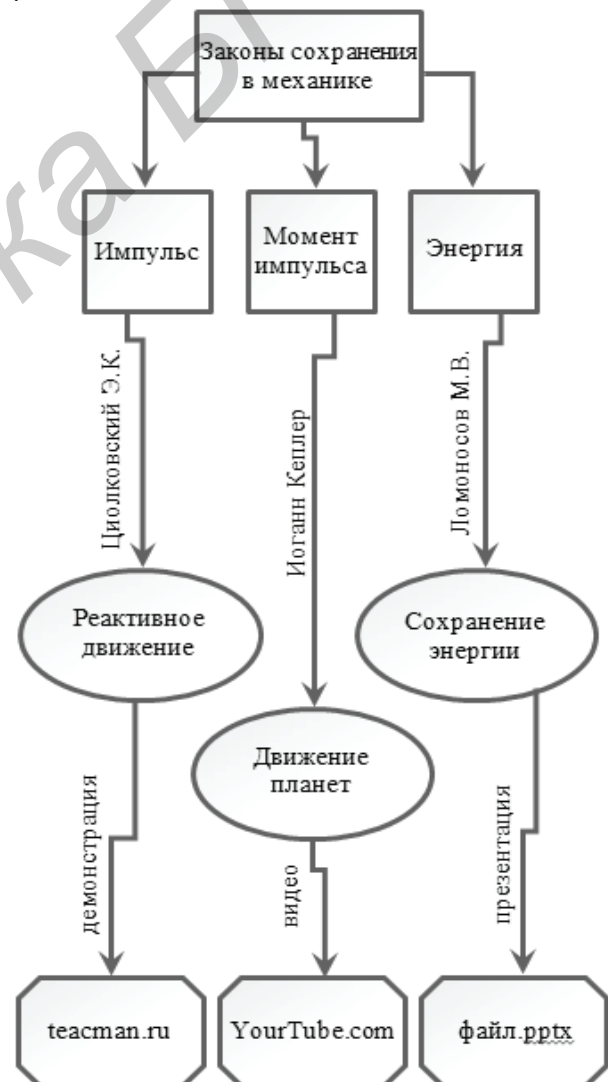 Законы сохранения
в механике
Импульс
Момент
импульса
Энергия
Циолковский Э.К.
Иоганн Кеплер
Ломоносов М.В.
Реактивное
движение
Движение
планет
Сохранение
энергии
демонстрация
видео
презентация
teacman.ru
YourTube.com
файл.pptx